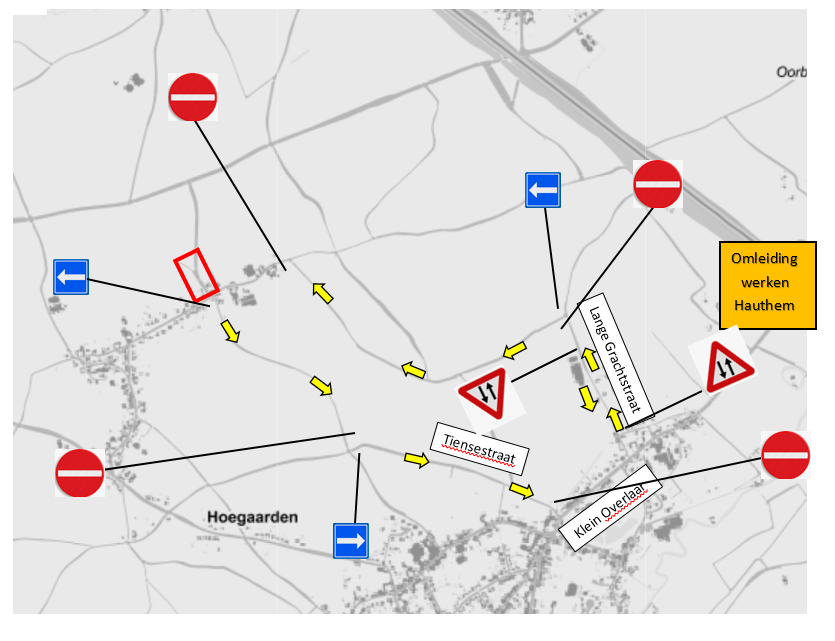 Oorb
Omleiding
werken
Hauthem
Lange Grachtstraat
Tiensestraat
Klein Overlaar
Hoegaarden